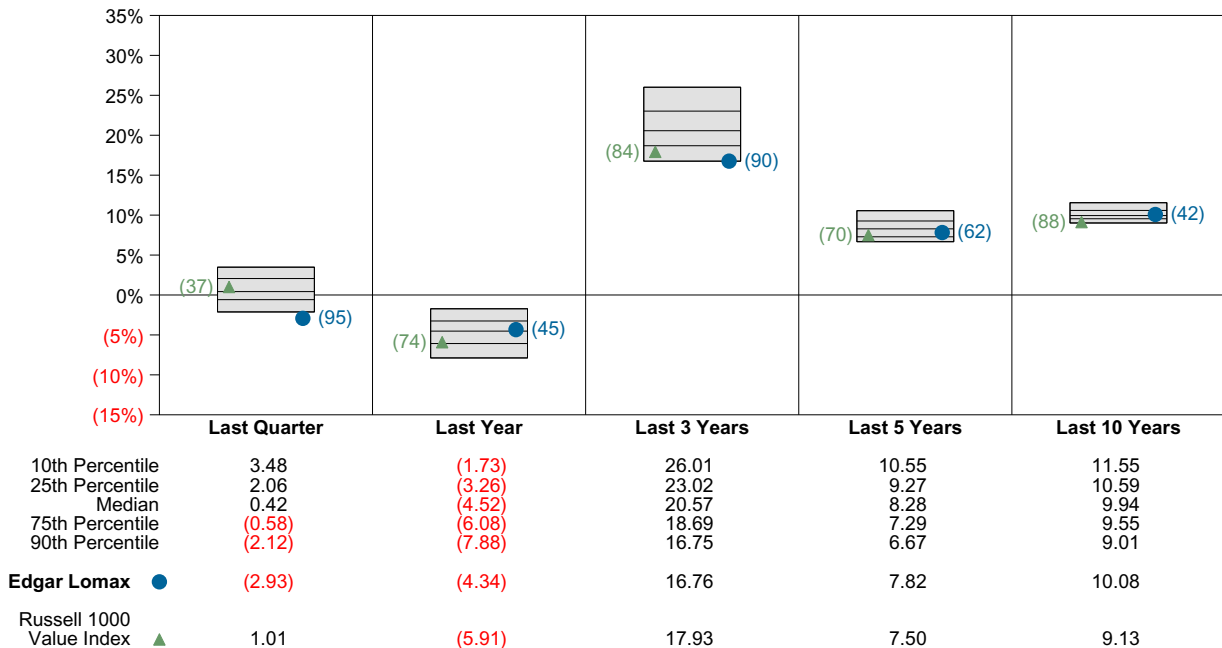 35%
30%
25%
20%
15%
10%
5%
0%
(5%)
(10%)
(15%)
(37)
(95)
(74)
(45)
(84)
(90)
(70)
(62)
(88)
(42)
Last Quarter Last Year Last 3 Years Last 5 Years Last 10 Years
10th Percentile 3.48 (1.73) 26.01 10.55 11.55
25th Percentile 2.06 (3.26) 23.02 9.27 10.59
Median 0.42 (4.52) 20.57 8.28 9.94
75th Percentile (0.58) (6.08) 18.69 7.29 9.55
90th Percentile (2.12) (7.88) 16.75 6.67 9.01
Edgar Lomax (2.93) (4.34) 16.76 7.82 10.08
Russell 1000
Value Index 1.01 (5.91) 17.93 7.50 9.13